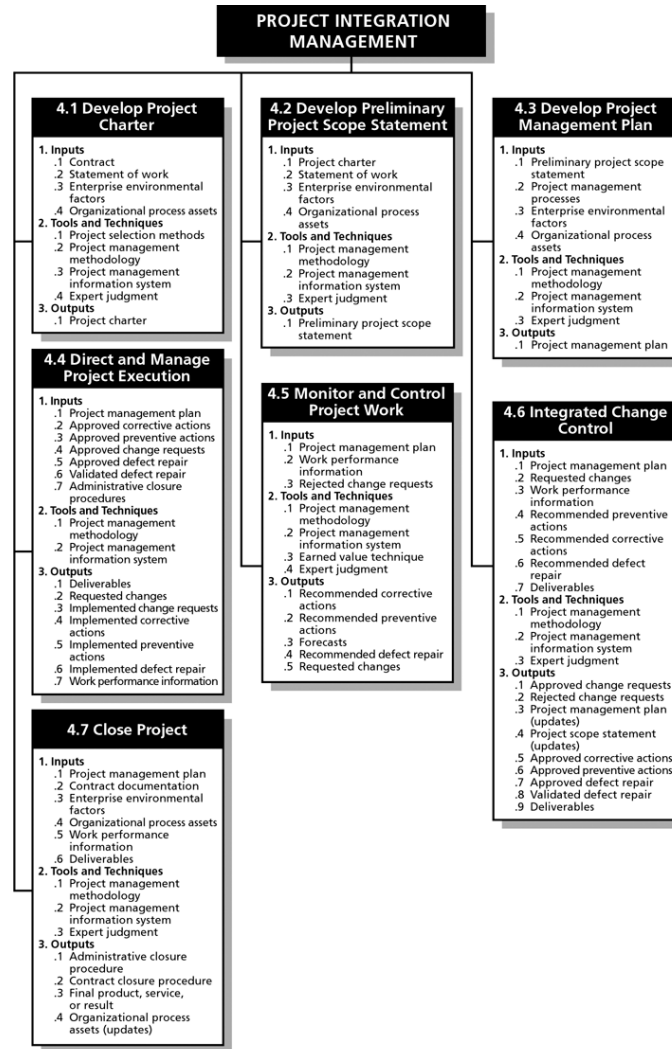 PROJECT INTEGRATION
MANAGEMENT
4.1 Develop Project
Charter
1. Inputs
.1 Contract
.2 Statement of work
.3 Enterprise environmental
factors
.4 Organizational process assets
2. Tools and Techniques
.1 Project selection methods
.2 Project management
methodology
.3 Project management
information system
.4 Expert judgment
3. Outputs
.1 Project charter
4.2 Develop Preliminary
Project Scope Statement
1. Inputs
.1 Project charter
.2 Statement of work
.3 Enterprise environmental
factors
.4 Organizational process
assets
2. Tools and Techniques
.1 Project management
methodology
.2 Project management
information system
.3 Expert judgment
3. Outputs
.1 Preliminary project scope
statement
4.3 Develop Project
Management Plan
1. Inputs
.1 Preliminary project scope
statement
.2 Project management
processes
.3 Enterprise environmental
factors
.4 Organizational process
assets
2. Tools and Techniques
.1 Project management
methodology
.2 Project management
information system
.3 Expert judgment
3. Outputs
.1 Project management plan
4.4 Direct and Manage
Project Execution
1. Inputs
.1 Project management plan
.2 Approved corrective actions
.3 Approved preventive actions
.4 Approved change requests
.5 Approved defect repair
.6 Validated defect repair
.7 Administrative closure
procedures
2. Tools and Techniques
.1 Project management
methodology
.2 Project management
information system
3. Outputs
.1 Deliverables
.2 Requested changes
.3 Implemented change requests
.4 Implemented corrective
actions
.5 Implemented preventive
actions
.6 Implemented defect repair
.7 Work performance information
4.5 Monitor and Control
Project Work
1. Inputs
.1 Project management plan
.2 Work performance
information
.3 Rejected change requests
2. Tools and Techniques
.1 Project management
methodology
.2 Project management
information system
.3 Earned value technique
.4 Expert judgment
3. Outputs
.1 Recommended corrective
actions
.2 Recommended preventive
actions
.3 Forecasts
.4 Recommended defect repair
.5 Requested changes
4.6 Integrated Change
Control
1. Inputs
.1 Project management plan
.2 Requested changes
.3 Work performance
information
.4 Recommended preventive
actions
.5 Recommended corrective
actions
.6 Recommended defect
repair
.7 Deliverables
2. Tools and Techniques
.1 Project management
methodology
.2 Project management
information system
.3 Expert judgment
3. Outputs
.1 Approved change requests
.2 Rejected change requests
.3 Project management plan
(updates)
.4 Project scope statement
(updates)
.5 Approved corrective actions
.6 Approved preventive actions
.7 Approved defect repair
.8 Validated defect repair
.9 Deliverables
4.7 Close Project
1. Inputs
.1 Project management plan
.2 Contract documentation
.3 Enterprise environmental
factors
.4 Organizational process assets
.5 Work performance
information
.6 Deliverables
2. Tools and Techniques
.1 Project management
methodology
.2 Project management
information system
.3 Expert judgment
3. Outputs
.1 Administrative closure
procedure
.2 Contract closure procedure
.3 Final product, service,
or result
.4 Organizational process
assets (updates)